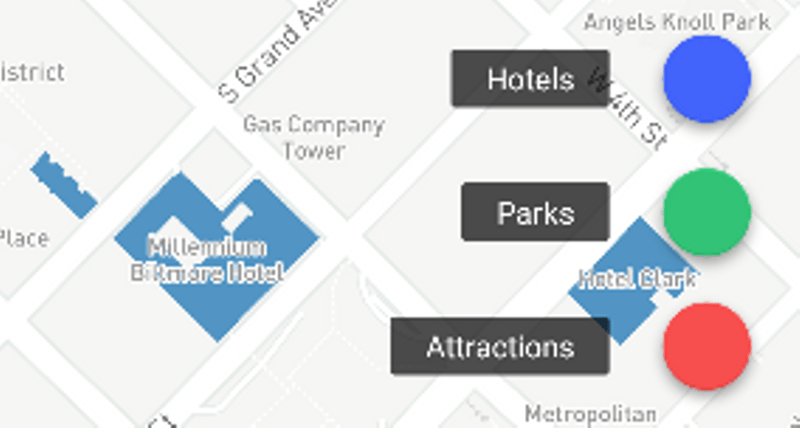 Angels Knoll Park
S Grand Ave
istrict
Hotels
W 4th St
Gas Company
Tower
Parks
Place
Millennium
Biltmore Hotel
Hotel Clark
Attractions
Metropolitan